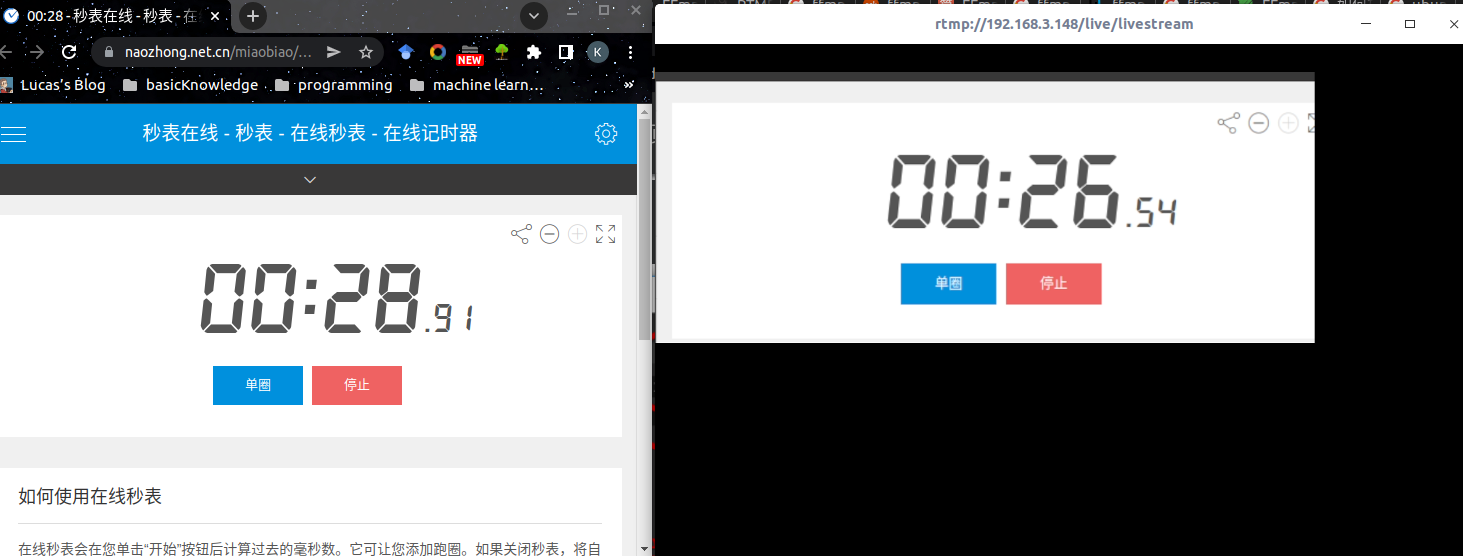 00:28 - 秒表在线 - 秒表 - 在
naozhong.net.cn/miaobiao/...
NEW
K
Lucas's Blog
basicKnowledge
programming
machine learn...
秒表在线 - 秒表 - 在线秒表 - 在线记时器
00:28.91
单圈
停止
如何使用在线秒表
在线秒表会在您单击“开始”按钮后计算过去的毫秒数。它可让您添加跑圈。如果关闭秒表，将自
rtmp://192.168.3.148/live/livestream
00:26.54
单圈
停止